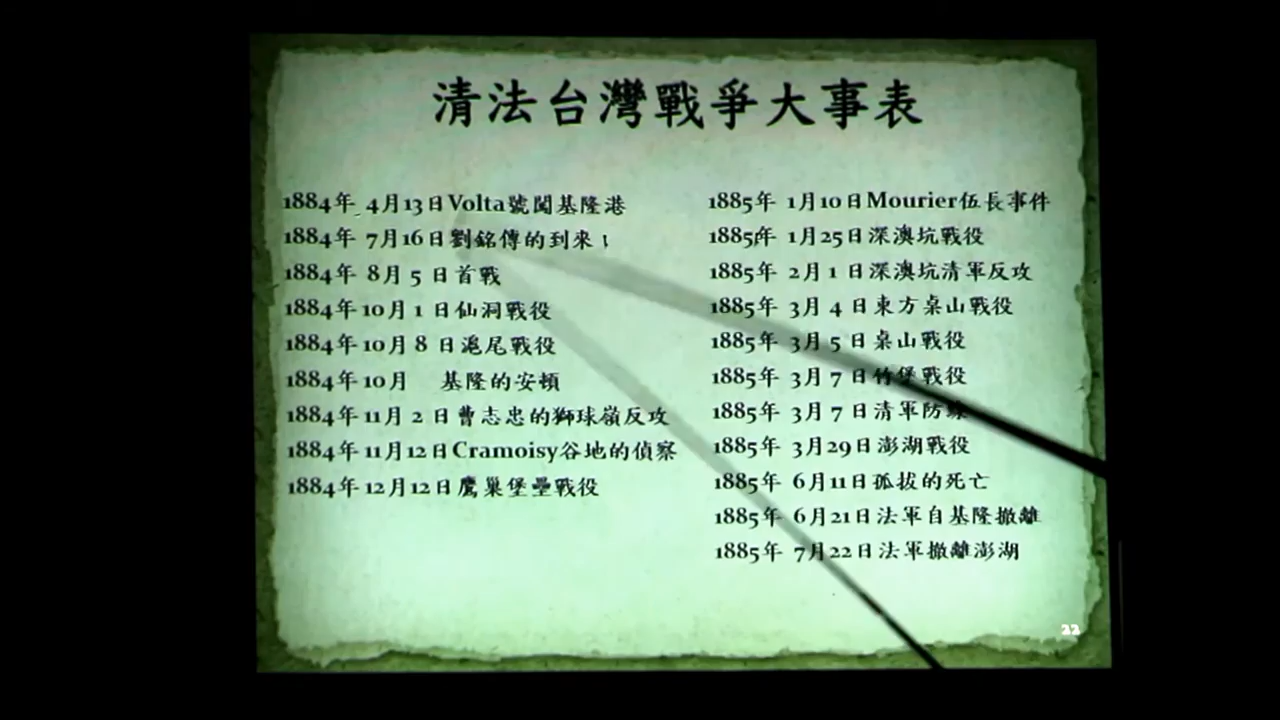 清法台灣戰爭大事表
1884年 4月13日Volta號闖基隆港
1884年 7月16日劉銘傳的到來
1884年 8月 5 日首戰
1884年 10月 1 日仙洞戰役
1884年 10月 8 日滬尾戰役
1884年 10月 基隆的安頓
1884年 11月 2 日曹志忠的獅球嶺反攻
1884年 11月12日Cramoisy谷地的偵察
1884年 12月12日鷹巢堡壘戰役
1885年 1月10日Mourier伍長事件
1885年 1月25日深澳坑戰役
1885年 2月 1 日深澳坑清軍反攻
1885年 3月 4 日東方桌山戰役
1885年 3月 5 日桌山戰役
1885年 3月 7 日竹堡戰役
1885年 3月 7 日清軍防線
1885年 3月29日澎湖戰役
1885年 6月11日孤拔的死亡
1885年 6月21日法軍自基隆撤離
1885年 7月22日法軍撤離澎湖
22